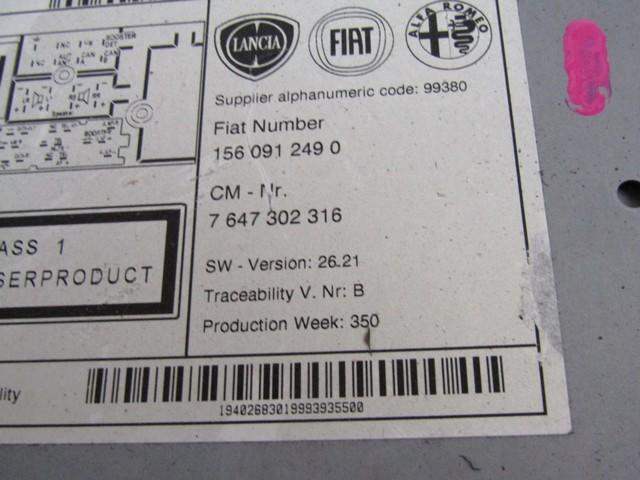 BOOSTER
LANCIA
FIAT
ALFA ROMEO
Supplier alphanumeric code: 99380
Fiat Number
156 091 249 0
CM - Nr.
7 647 302 316
ASS 1
SERPRODUCT
SW - Version: 26.21
Traceability V. Nr: B
Production Week: 350
lity
19402683019993935500